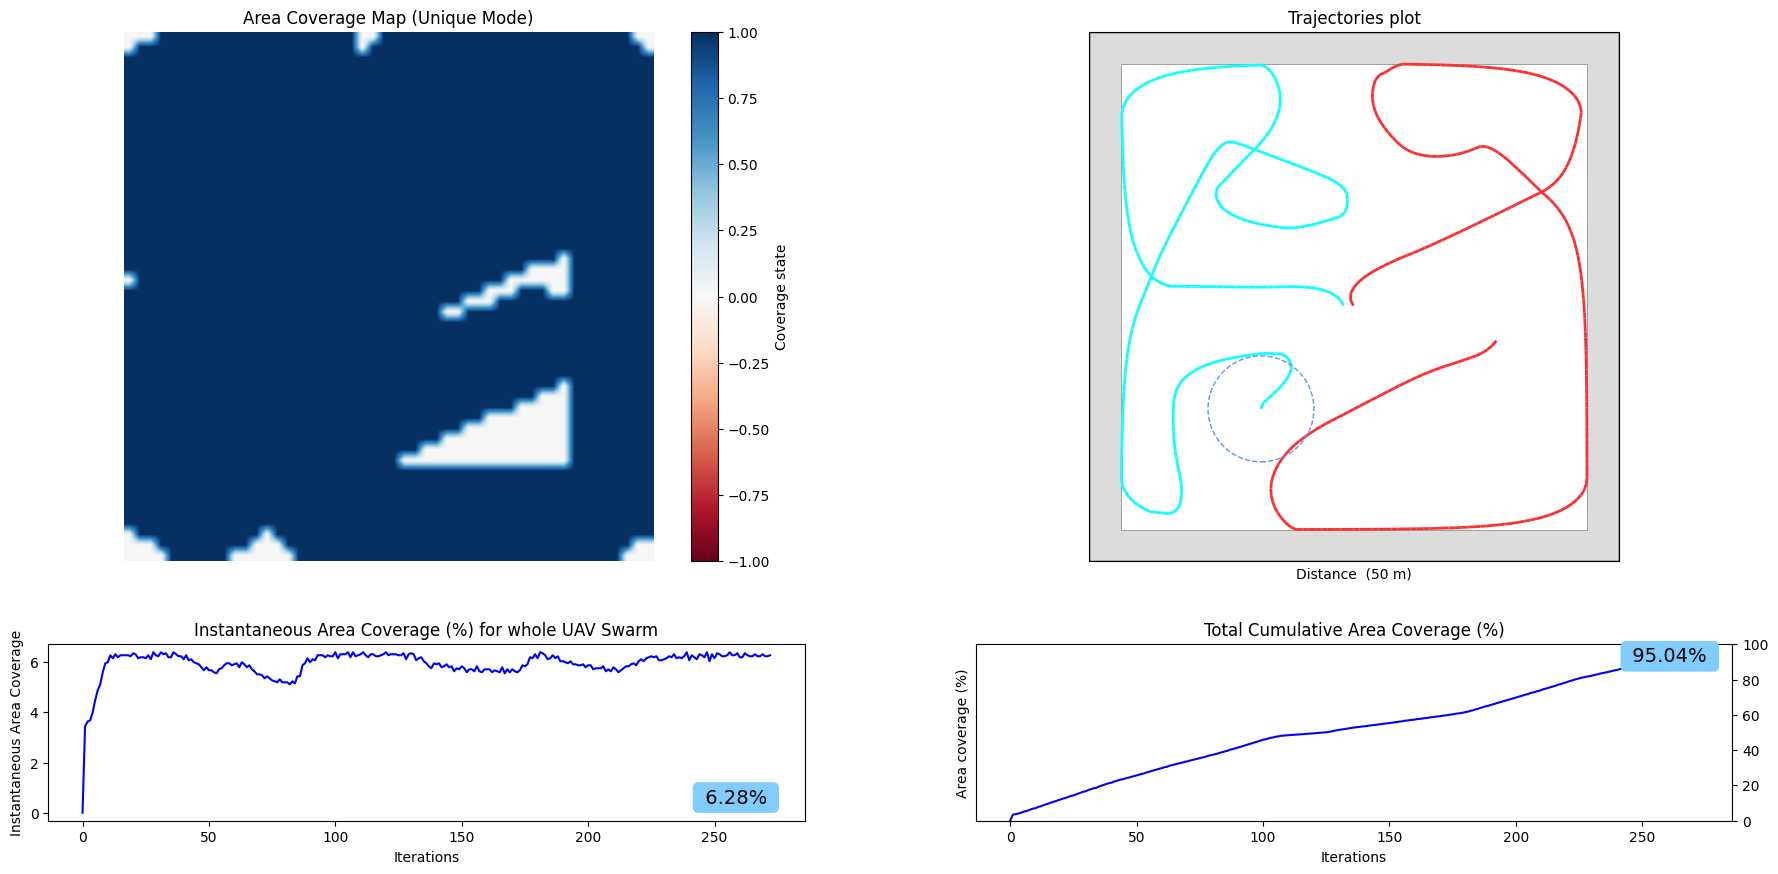 Area Coverage Map (Unique Mode)
1.00
0.75
0.50
0.25
0.00
−0.25
−0.50
−0.75
−1.00
Coverage state
Trajectories plot
Distance  (50 m)
Instantaneous Area Coverage (%) for whole UAV Swarm
Instantaneous Area Coverage
6
4
2
0
6.28%
0 50 100 150 200 250
Iterations
Total Cumulative Area Coverage (%)
Area coverage (%)
95.04%
100
80
60
40
20
0
0 50 100 150 200 250
Iterations